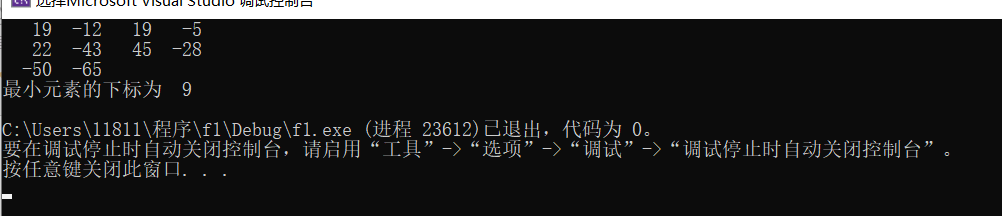 选择Microsoft Visual Studio 调试控制台
19 -12 19 -5
22 -43 45 -28
-50 -65
最小元素的下标为 9
C:\Users\11811\程序\f1\Debug\f1.exe (进程 23612)已退出，代码为 0。
要在调试停止时自动关闭控制台，请启用“工具”->“选项”->“调试”->“调试停止时自动关闭控制台”。
按任意键关闭此窗口. . .